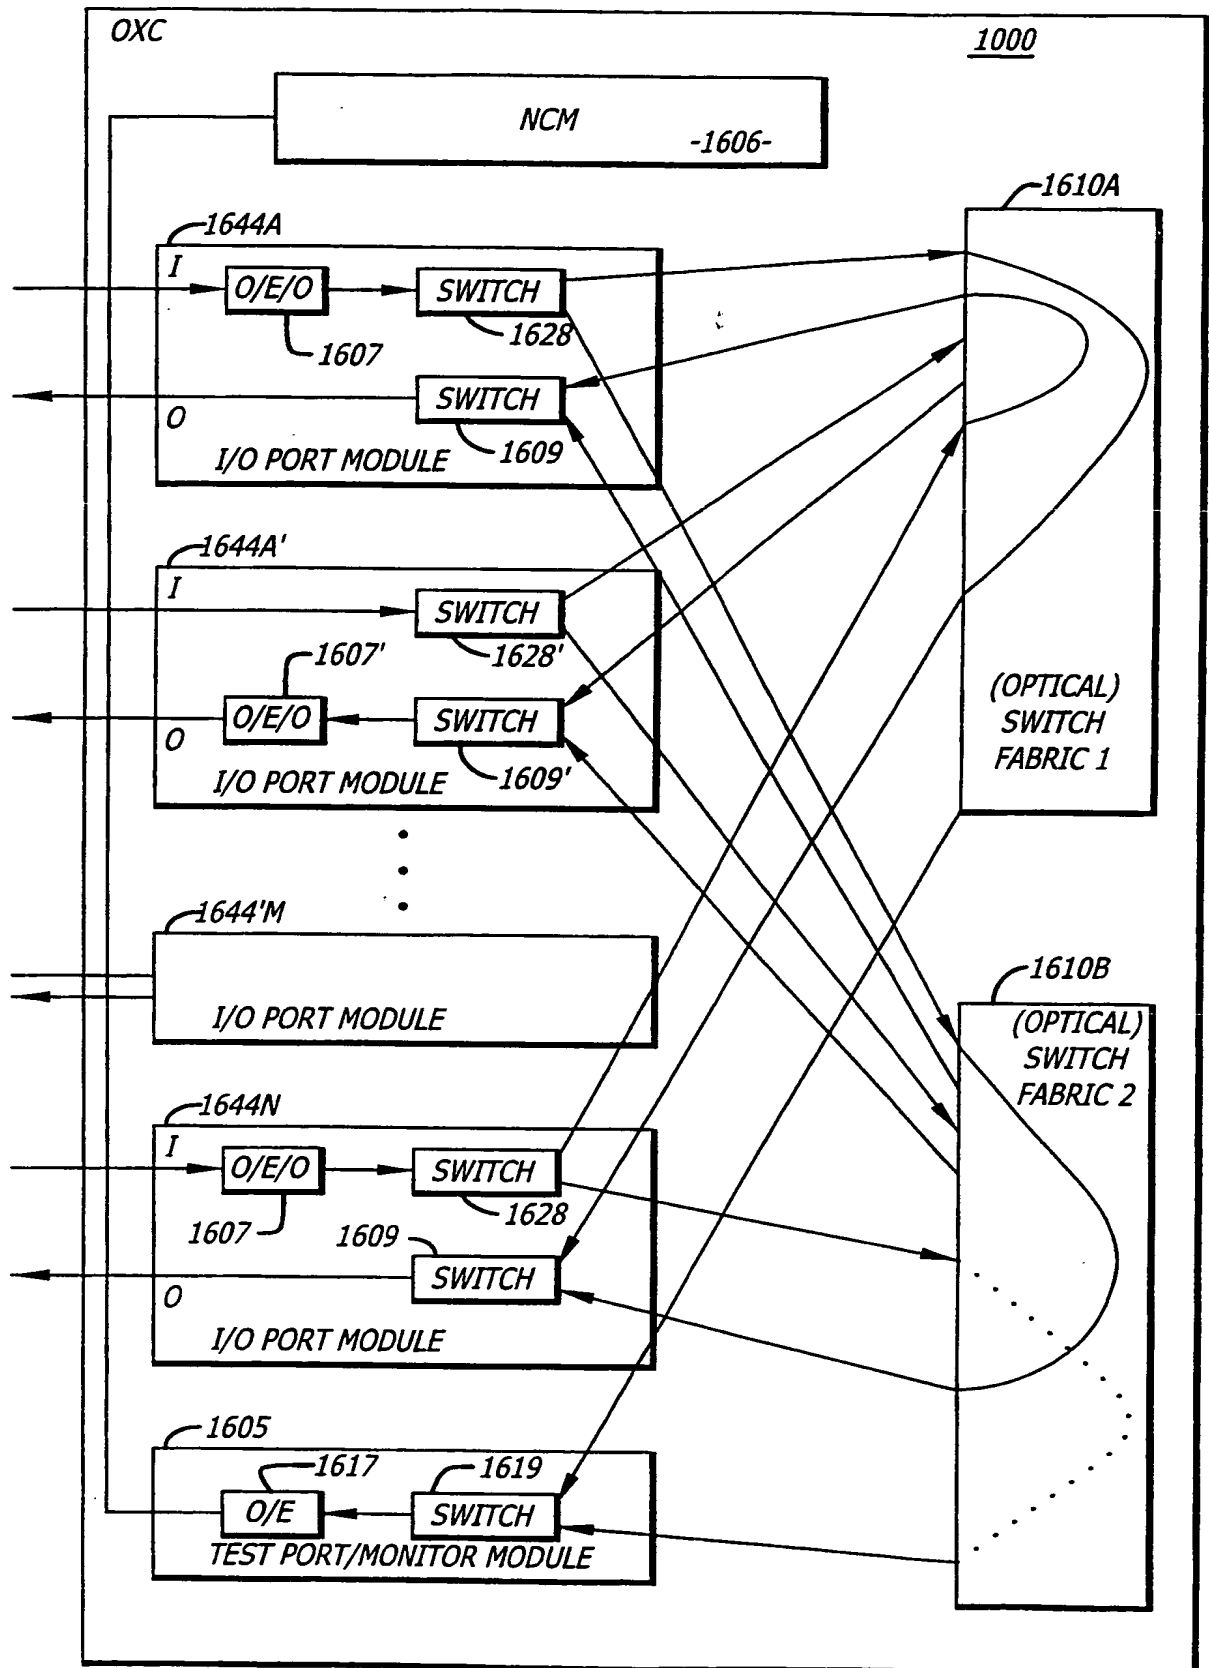 OXC
1000
NCM
-1606-
1610A
1644A
I
O/E/O
SWITCH
1628
1607
SWITCH
O
1609
I/O PORT MODULE
1644A'
I
SWITCH
1628'
1607'
O/E/O
SWITCH
O
1609'
I/O PORT MODULE
(OPTICAL)
SWITCH
FABRIC 1
1644'M
I/O PORT MODULE
1610B
(OPTICAL)
SWITCH
FABRIC 2
1644N
I
O/E/O
SWITCH
1628
1607
1609
SWITCH
O
I/O PORT MODULE
1605
1617
1619
O/E
SWITCH
TEST PORT/MONITOR MODULE